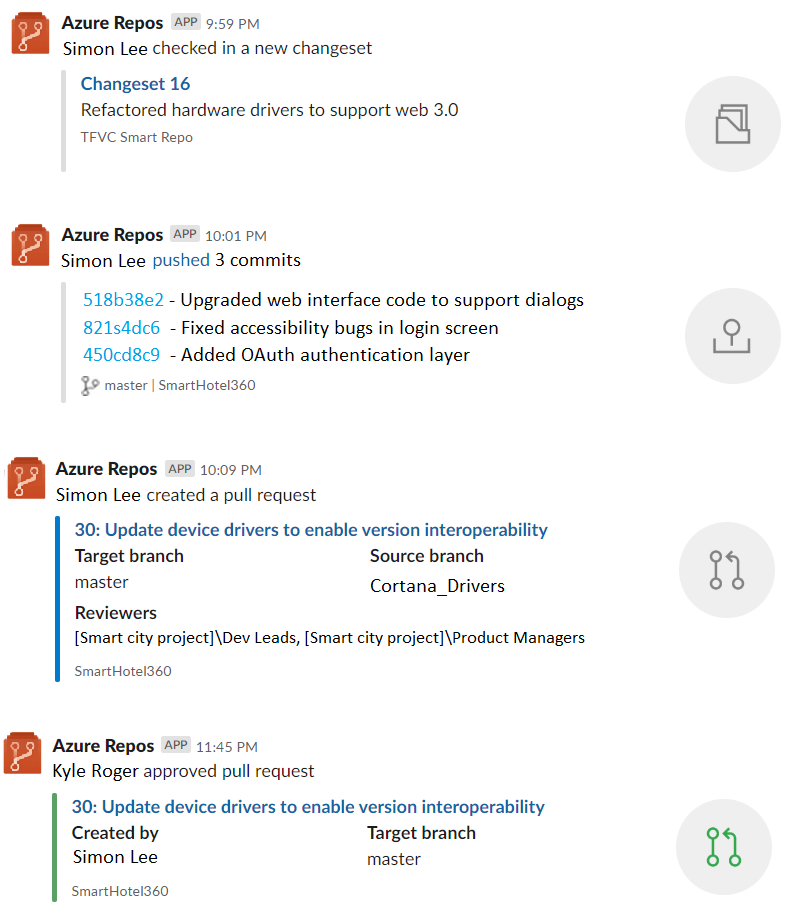 Azure Repos APP 9:59 PM
Simon Lee checked in a new changeset
Changeset 16
Refactored hardware drivers to support web 3.0
TFVC Smart Repo
Azure Repos APP 10:01 PM
Simon Lee pushed 3 commits
518b38e2 - Upgraded web interface code to support dialogs
821s4dc6 - Fixed accessibility bugs in login screen
450cd8c9 - Added OAuth authentication layer
master | SmartHotel360
Azure Repos APP 10:09 PM
Simon Lee created a pull request
30: Update device drivers to enable version interoperability
Target branch Source branch
master Cortana_Drivers
Reviewers
[Smart city project]\Dev Leads, [Smart city project]\Product Managers
SmartHotel360
Azure Repos APP 11:45 PM
Kyle Roger approved pull request
30: Update device drivers to enable version interoperability
Created by Target branch
Simon Lee master
SmartHotel360